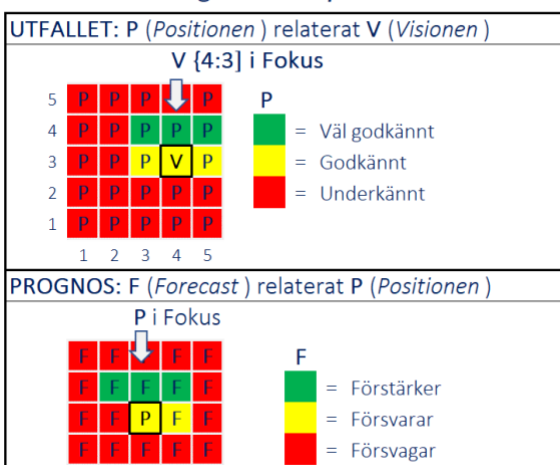 UTFALLET: P (Positionen ) relaterat V (Visionen )
V {4:3] i Fokus
5 P P P P P
4 P P P P P = Väl godkännt
3 P P P V P = Godkännt
2 P P P P P = Underkännt
1 P P P P P
1 2 3 4 5
PROGNOS: F (Forecast ) relaterat P (Positionen )
P i Fokus
F F F F F F
F F F F F = Förstärker
F F P F F = Försvarar
F F F F F = Försvagar